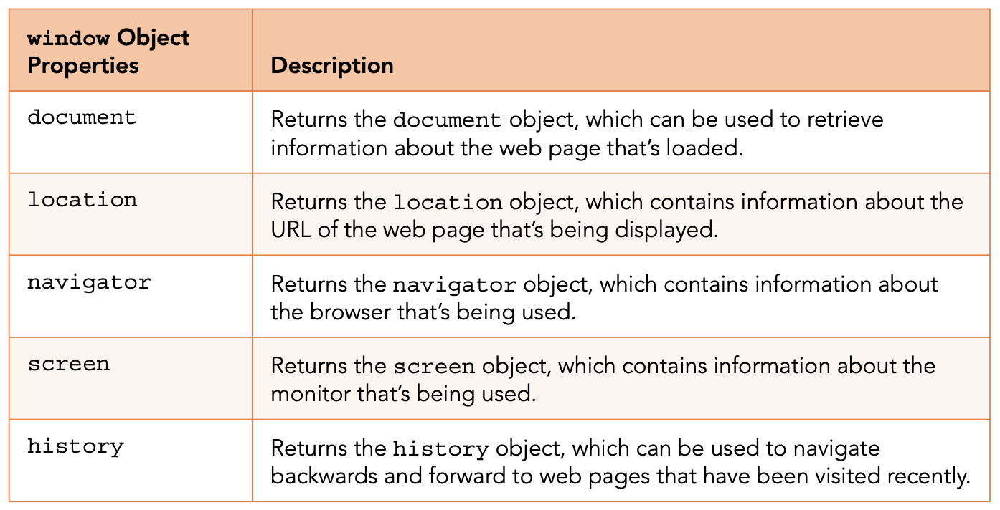 window Object
Properties
Description
document
Returns the document object, which can be used to retrieve
information about the web page that’s loaded.
location
Returns the location object, which contains information about the
URL of the web page that’s being displayed.
navigator
Returns the navigator object, which contains information about
the browser that’s being used.
screen
Returns the screen object, which contains information about the
monitor that’s being used.
history
Returns the history object, which can be used to navigate
backwards and forward to web pages that have been visited recently.